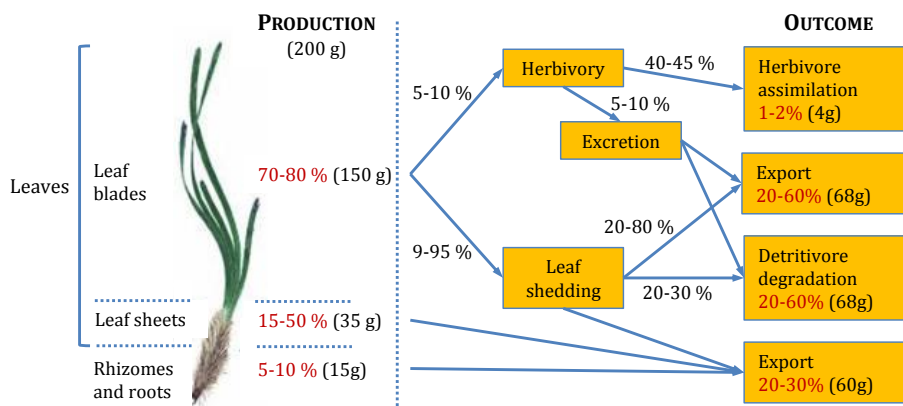 PRODUCTION
(200 g)
OUTCOME
Leaves
Leaf
blades
70-80 % (150 g)
Leaf sheets
15-50 % (35 g)
Rhizomes
and roots
5-10 % (15g)
5-10 %
Herbivory
40-45 %
5-10 %
Excretion
9-95 %
Leaf
shedding
20-80 %
20-30 %
Herbivore
assimilation
1-2% (4g)
Export
20-60% (68g)
Detritivore
degradation
20-60% (68g)
Export
20-30% (60g)